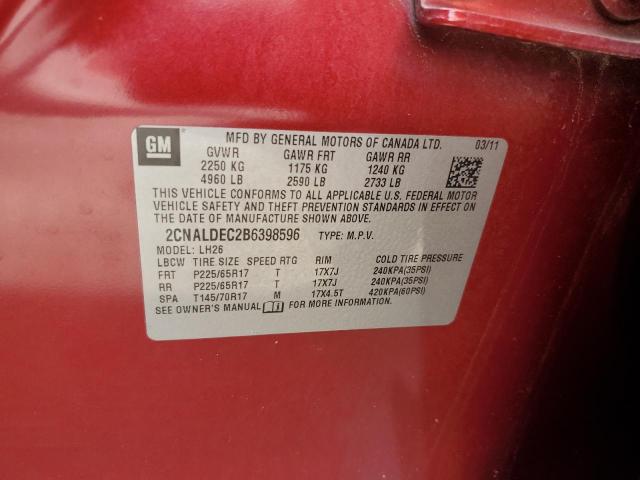 GM
MFD BY GENERAL MOTORS OF CANADA LTD. 03/11
GVWR GAWR FRT GAWR RR
2250 KG 1175 KG 1240 KG
4960 LB 2590 LB 2733 LB
THIS VEHICLE CONFORMS TO ALL APPLICABLE U.S. FEDERAL MOTOR
VEHICLE SAFETY AND THEFT PREVENTION STANDARDS IN EFFECT ON
THE DATE OF MANUFACTURE SHOWN ABOVE.
2CNALDEC2B6398596 TYPE: M.P.V.
MODEL: LH26
LBCW TIRE SIZE SPEED RTG RIM COLD TIRE PRESSURE
FRT P225/65R17 T 17X7J 240KPA(35PSI)
RR P225/65R17 T 17X7J 240KPA(35PSI)
SPA T145/70R17 M 17X4.5T 420KPA(60PSI)
SEE OWNER'S MANUAL FOR MORE INFORMATION.